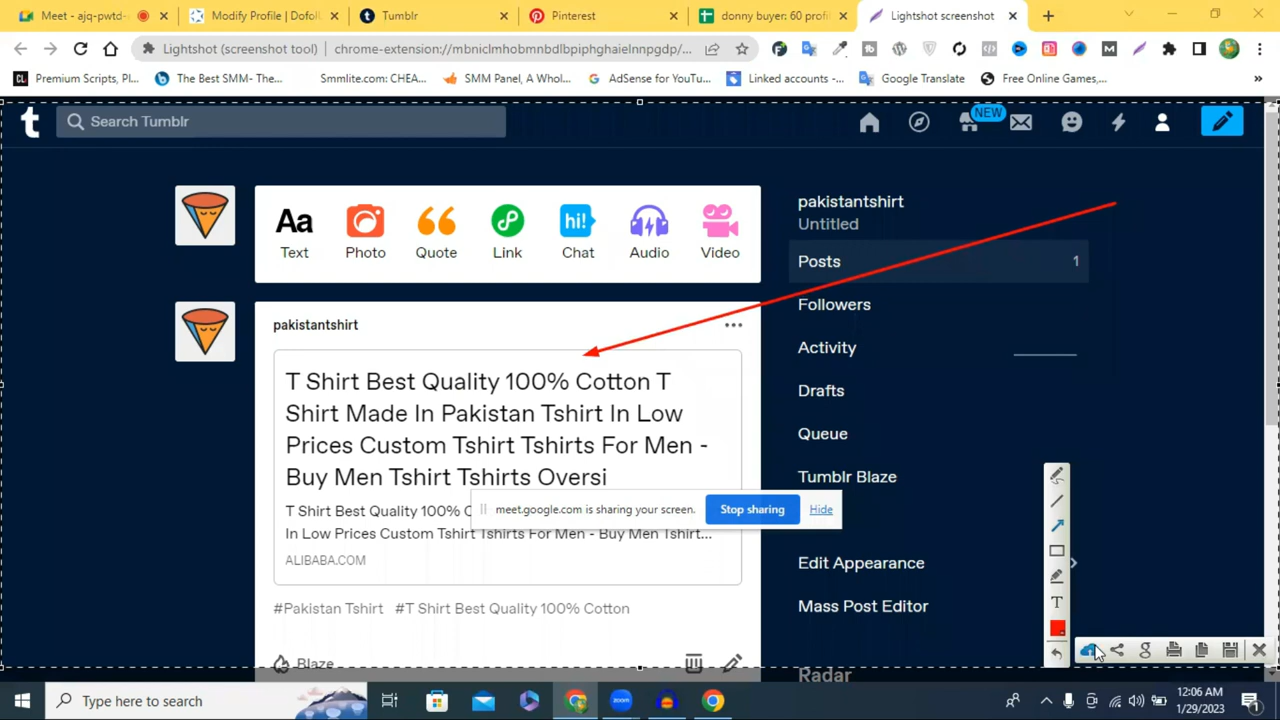 Meet - ajq-pwtd-
Modify Profile | Dofoll
Tumblr
Pinterest
donny buyer: 60 profi
Lightshot screenshot
Lightshot (screenshot tool)
chrome-extension://mbniclmhobmnbdlbpiphghaielnnpgdp/...
Premium Scripts, Pl...
The Best SMM- The...
Smmlite.com: CHEA...
SMM Panel, A Whol...
AdSense for YouTu...
Linked accounts -...
Google Translate
Free Online Games,...
»
Search Tumblr
NEW
Aa
hi!
Text
Photo
Quote
Link
Chat
Audio
Video
pakistantshirt
Untitled
Posts
1
Followers
Activity
Drafts
Queue
Tumblr Blaze
Edit Appearance
Mass Post Editor
Radar
pakistantshirt
T Shirt Best Quality 100% Cotton T
Shirt Made In Pakistan Tshirt In Low
Prices Custom Tshirt Tshirts For Men -
Buy Men Tshirt Tshirts Oversi
T Shirt Best Quality 100% C
In Low Prices Custom Tshirt Tshirts For Men - Buy Men Tshirt...
ALIBABA.COM
meet.google.com is sharing your screen.
Stop sharing
Hide
#Pakistan Tshirt #T Shirt Best Quality 100% Cotton
Blaze
T
g
Type here to search
zoom
12:06 AM
1/29/2023
1